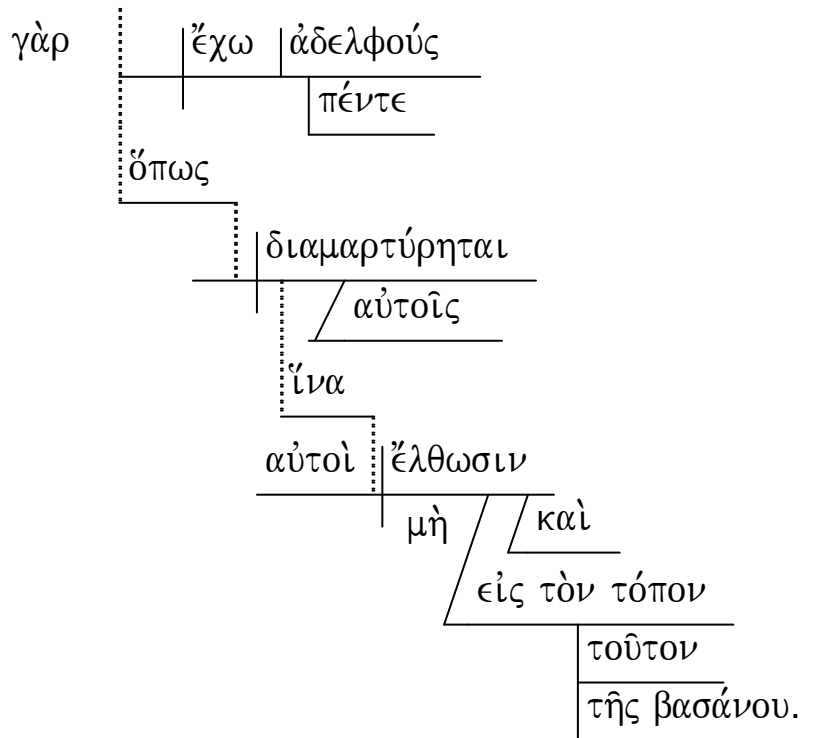 γὰρ ἔχω ἀδελφούς
πέντε
ὅπως
διαμαρτύρηται
αὐτοῖς
ἵνα
αὐτοὶ ἔλθωσιν
μὴ καὶ
εἰς τὸν τόπον
τοῦτον
τῆς βασάνου.